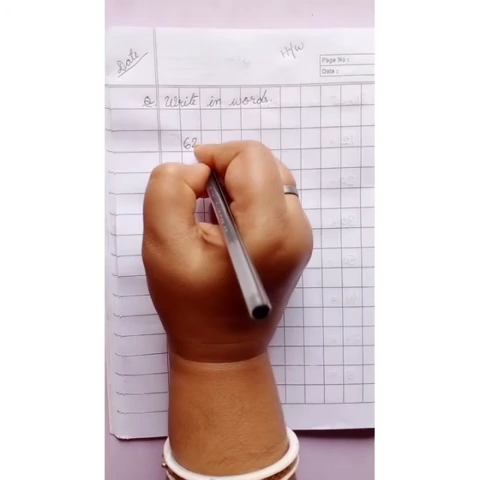 Date
H/W
Page No :
Date :
Q. Write in words.
62